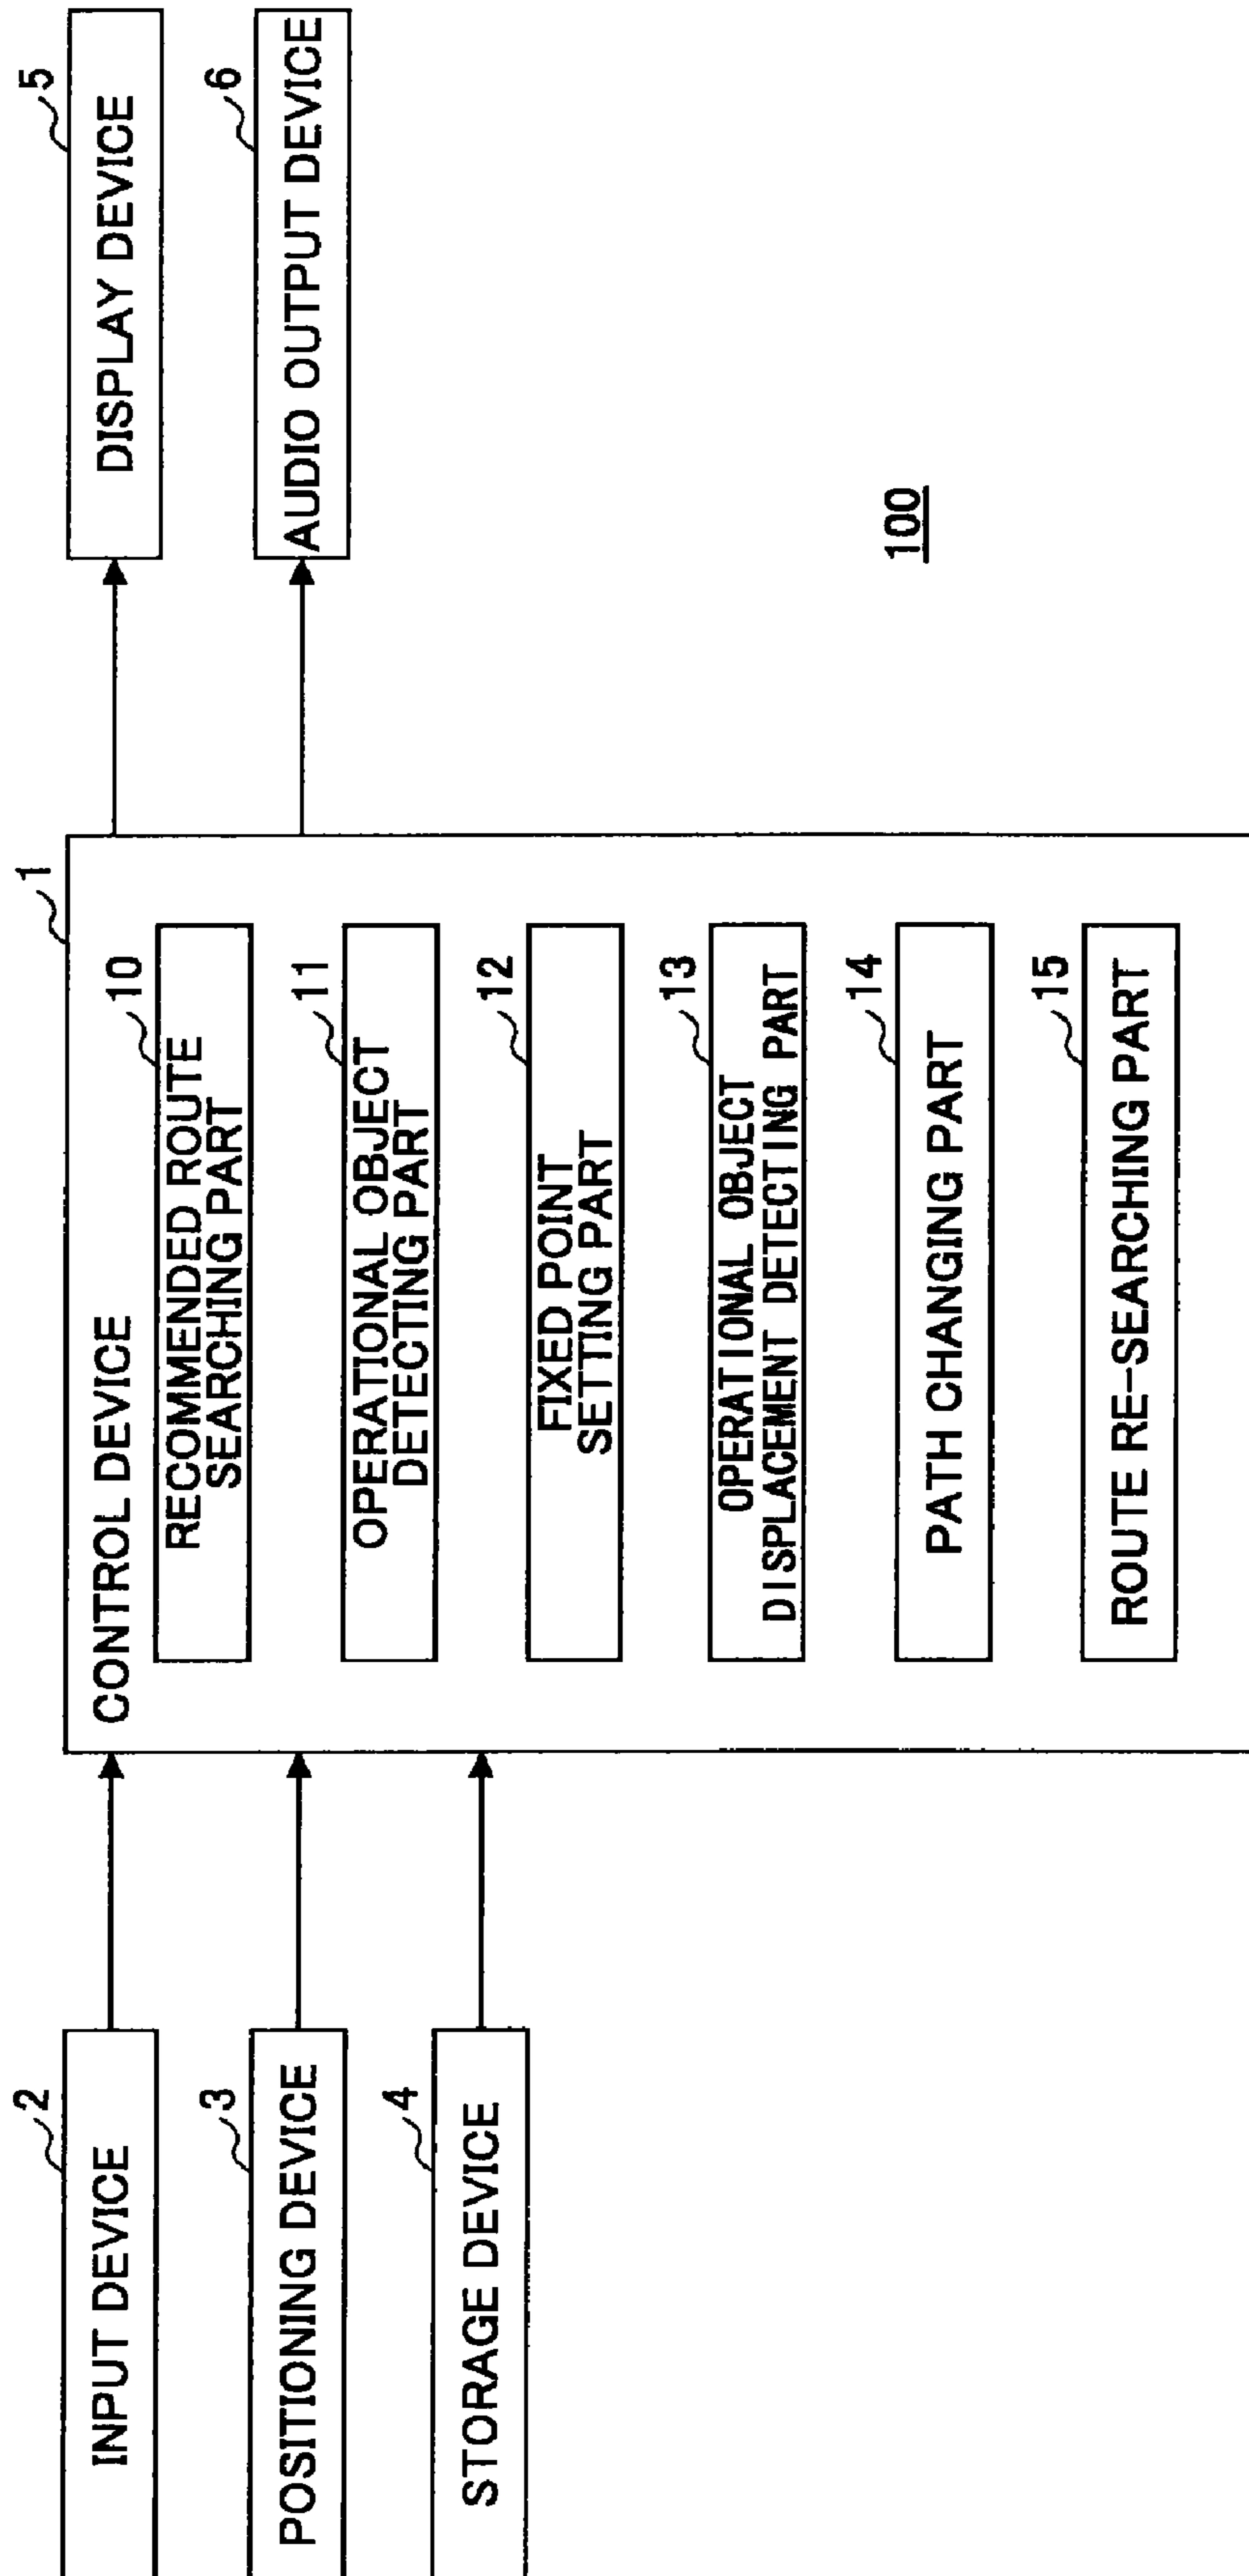 2
INPUT DEVICE
3
POSITIONING DEVICE
4
STORAGE DEVICE
1
CONTROL DEVICE
10
RECOMMENDED ROUTE
SEARCHING PART
11
OPERATIONAL OBJECT
DETECTING PART
12
FIXED POINT
SETTING PART
13
OPERATIONAL OBJECT
DISPLACEMENT DETECTING PART
14
PATH CHANGING PART
15
ROUTE RE-SEARCHING PART
5
DISPLAY DEVICE
6
AUDIO OUTPUT DEVICE
100